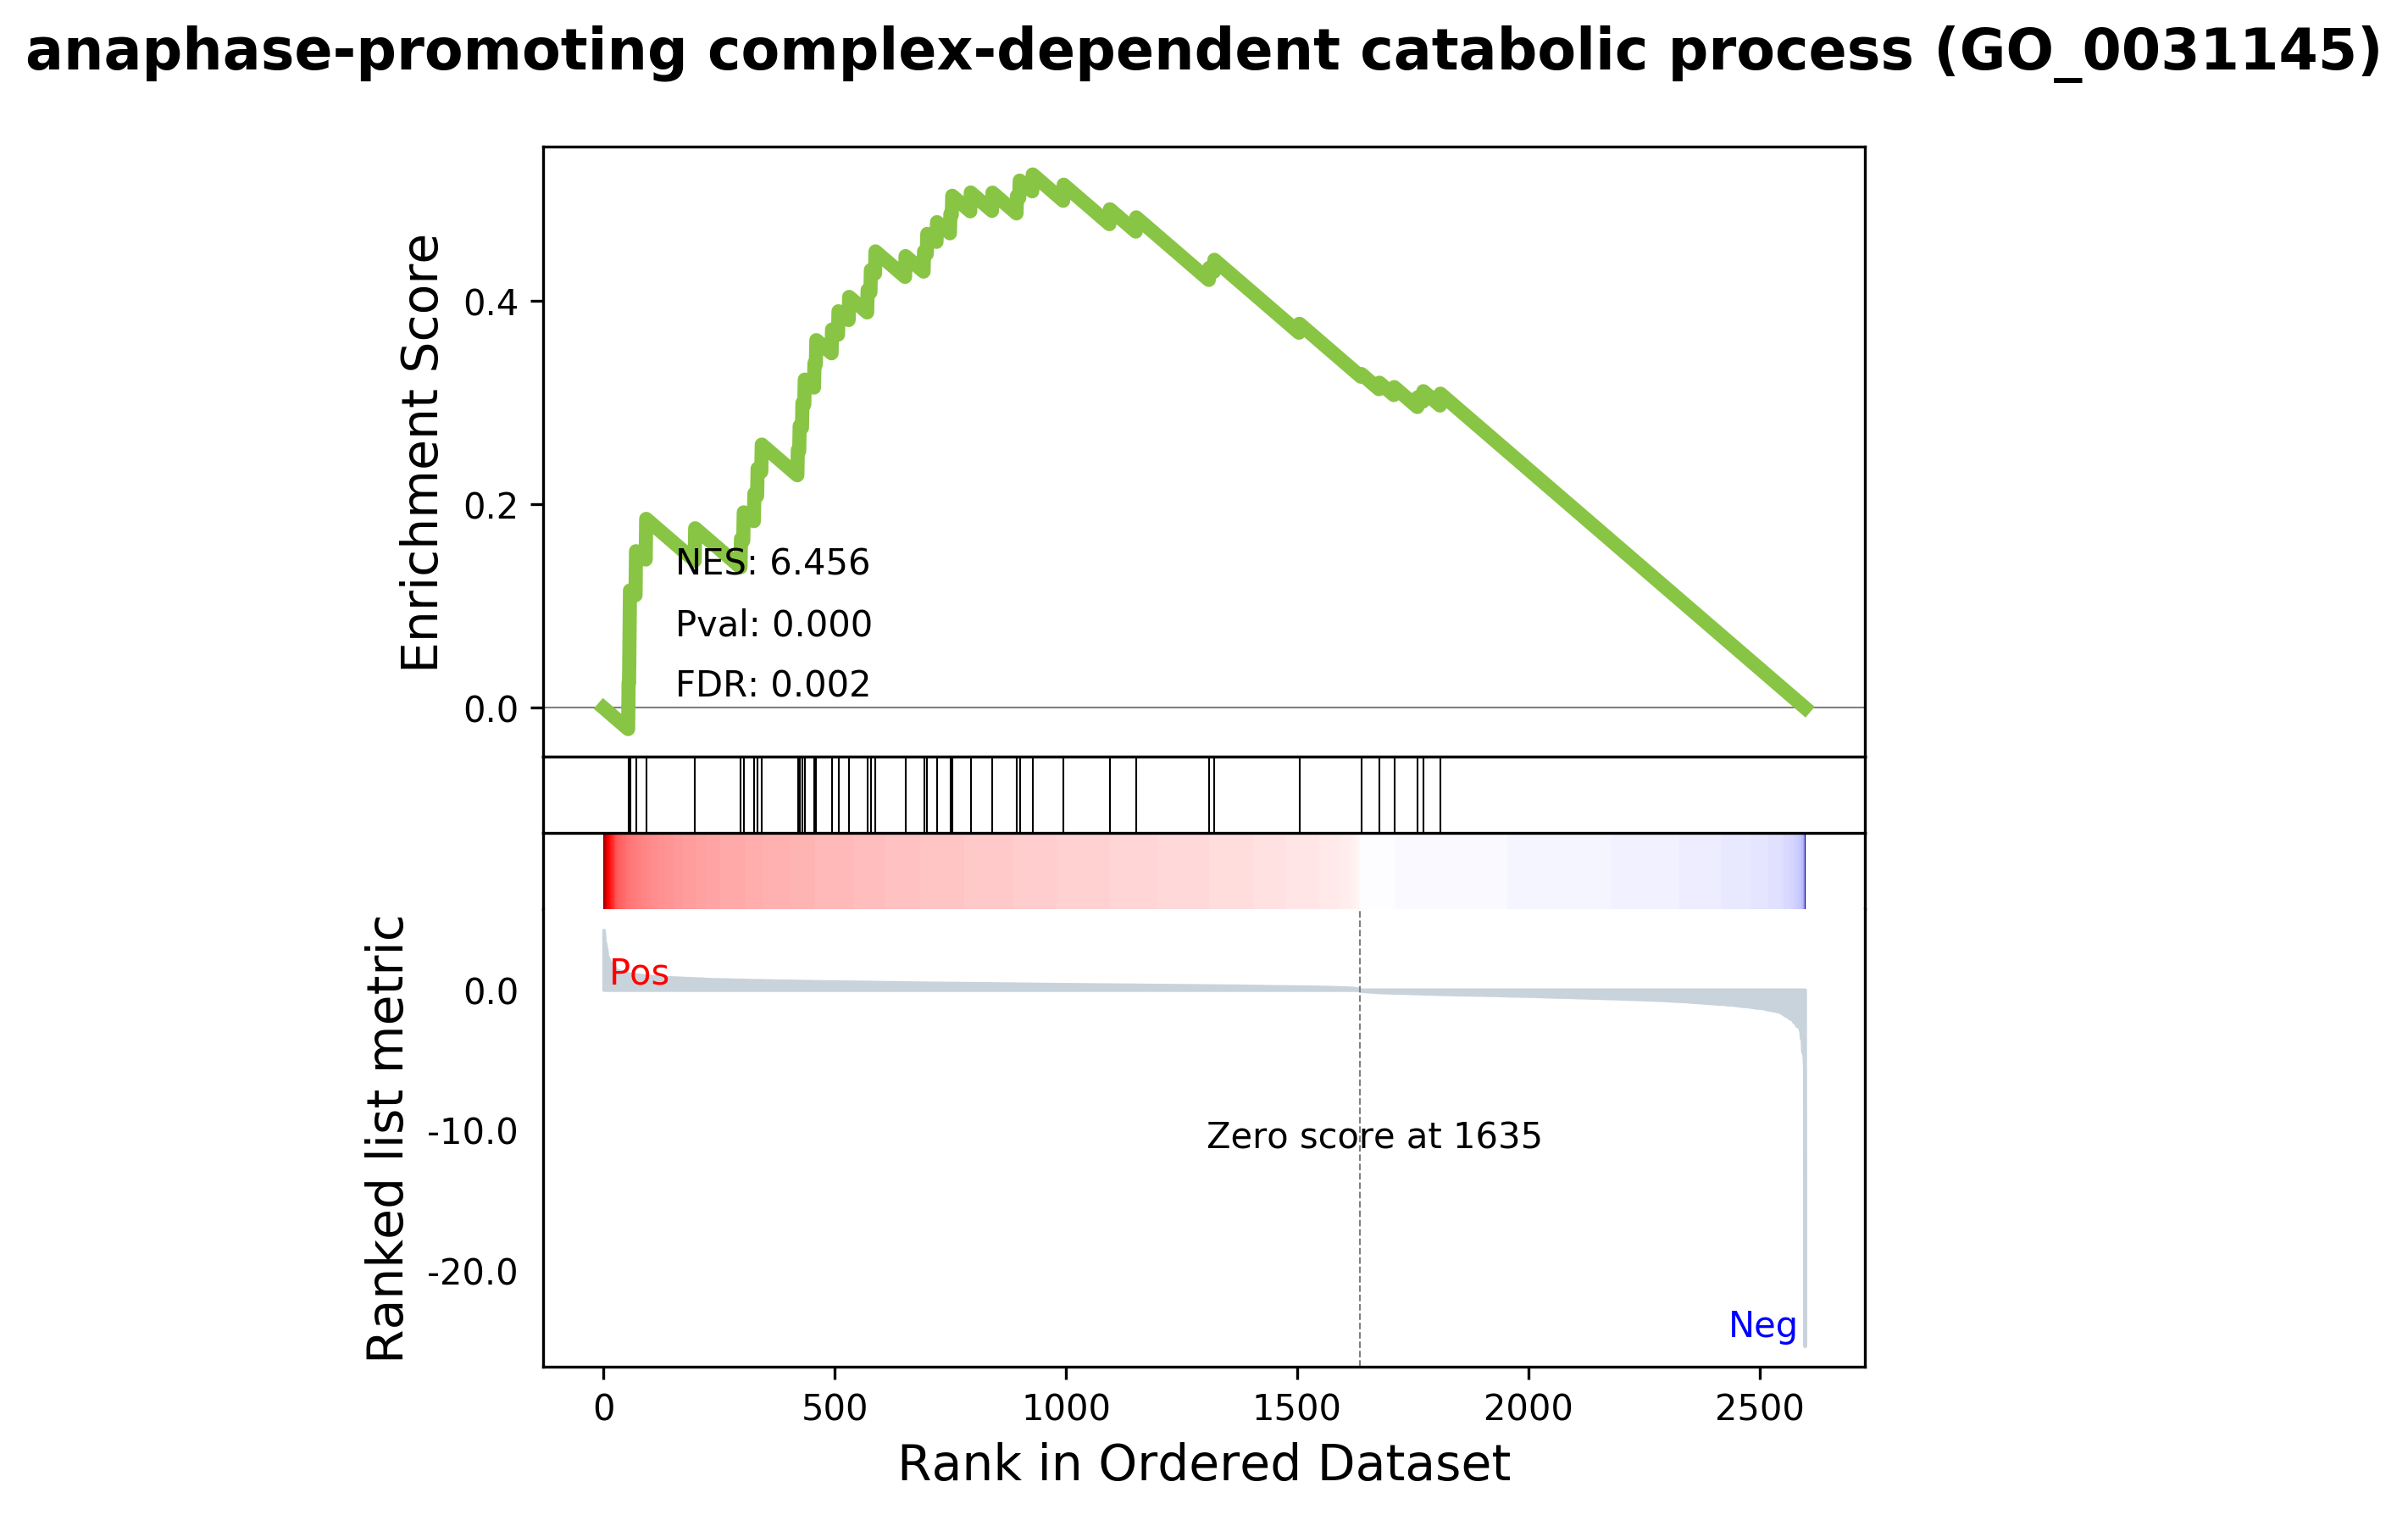 anaphase-promoting complex-dependent catabolic process (GO_0031145)
Enrichment Score
0.4
0.2
0.0
NES: 6.456
Pval: 0.000
FDR: 0.002
Ranked list metric
0.0
-10.0
-20.0
Pos
Zero score at 1635
Neg
0 500 1000 1500 2000 2500
Rank in Ordered Dataset